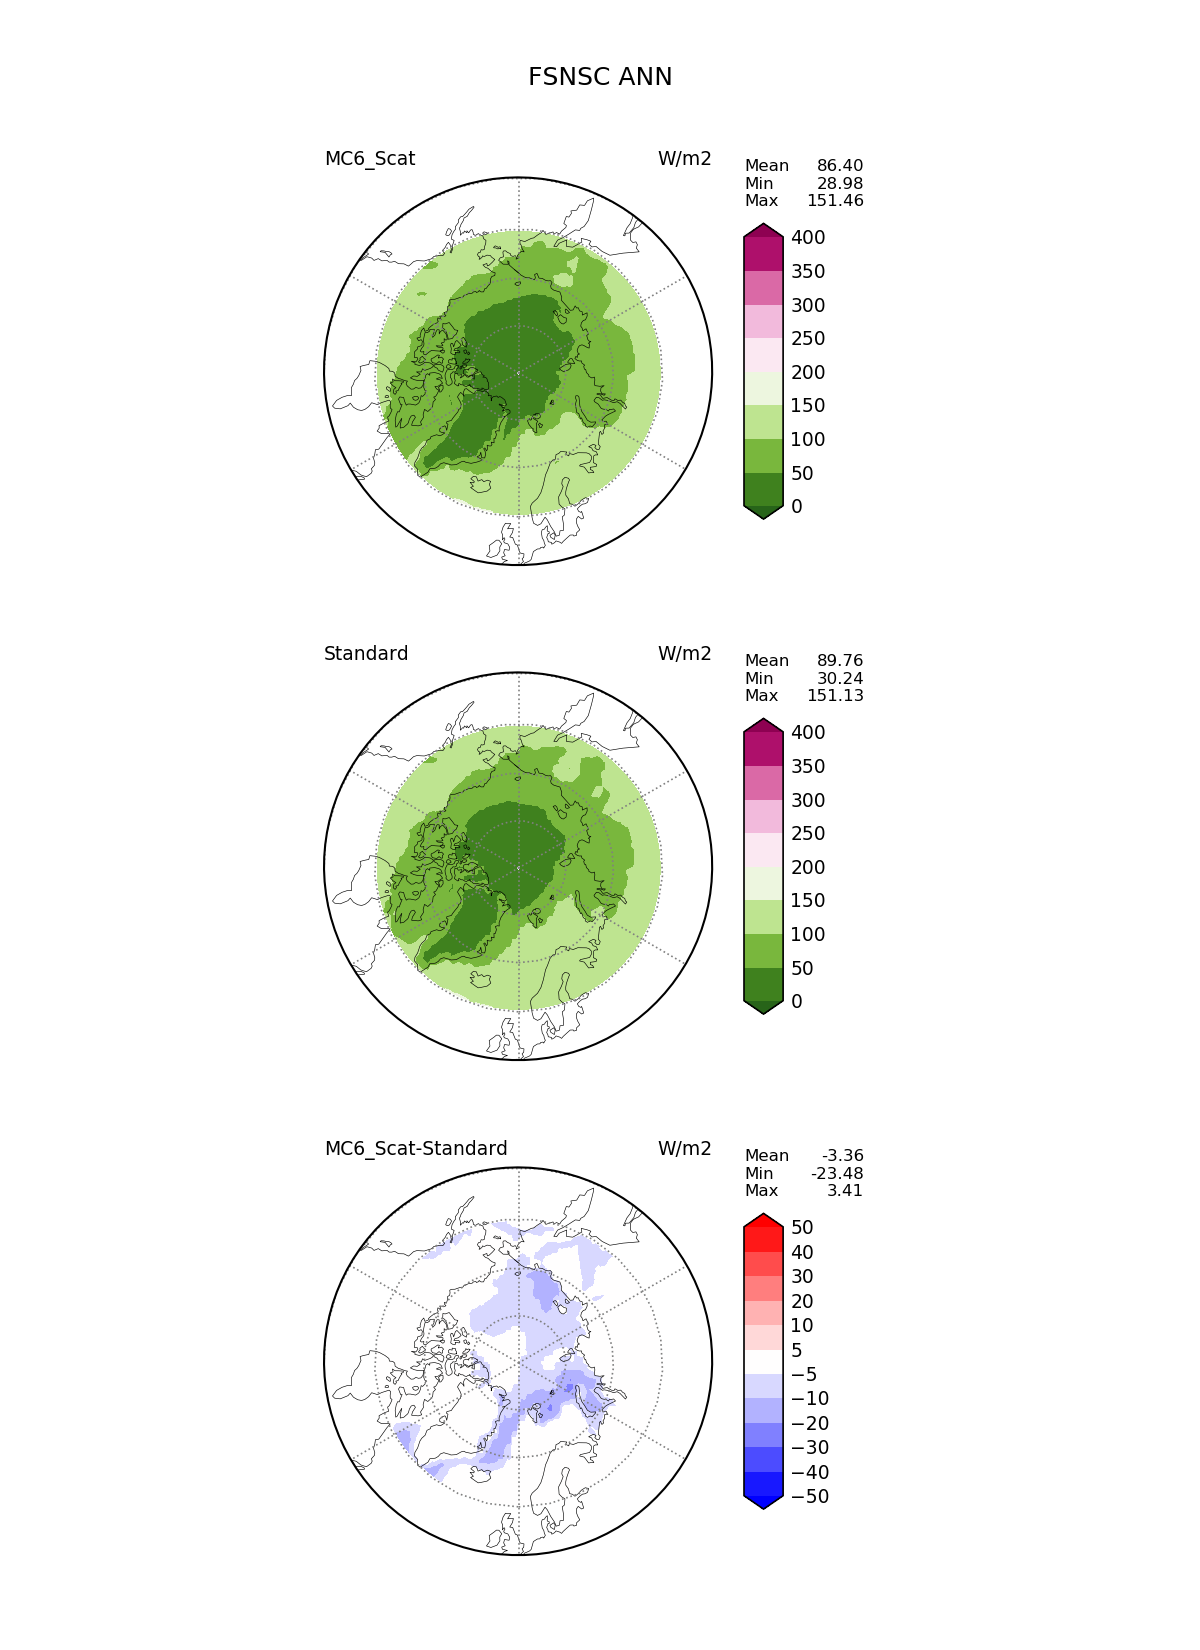 FSNSC ANN
MC6_Scat W/m2
Mean 86.40
Min 28.98
Max 151.46
400
350
300
250
200
150
100
50
0
Standard W/m2
Mean 89.76
Min 30.24
Max 151.13
400
350
300
250
200
150
100
50
0
MC6_Scat-Standard W/m2
Mean -3.36
Min -23.48
Max 3.41
50
40
30
20
10
5
−5
−10
−20
−30
−40
−50